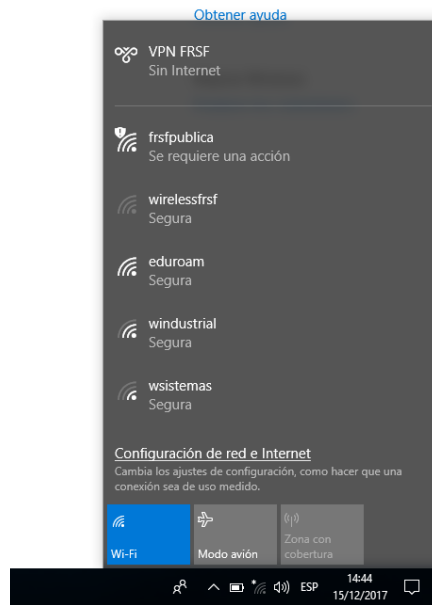 Obtener ayuda
VPN FRSF
Sin Internet
frsfpublica
Se requiere una acción
wirelessfrsf
Segura
eduroam
Segura
windustrial
Segura
wsistemas
Segura
Configuración de red e Internet
Cambia los ajustes de configuración, como hacer que una
conexión sea de uso medido.
Wi-Fi
Modo avión
Zona con
cobertura
ESP
14:44
15/12/2017